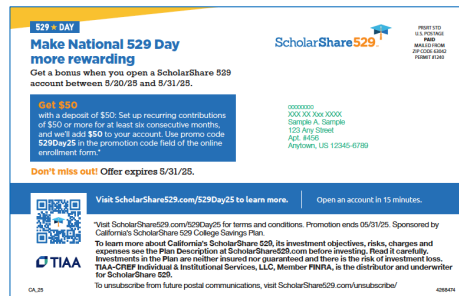 529 ★ DAY
Make National 529 Day
more rewarding
Get a bonus when you open a ScholarShare 529
account between 5/20/25 and 5/31/25.
Get $50
with a deposit of $50: Set up recurring contributions
of $50 or more for at least six consecutive months,
and we'll add $50 to your account. Use promo code
529Day25 in the promotion code field of the online
enrollment form.*
Don't miss out! Offer expires 5/31/25.
ScholarShare529
PRSRT STD
U.S. POSTAGE
PAID
MAILED FROM
ZIP CODE 63042
PERMIT #1240
00000000
XXX XX Xxx XXXX
Sample A. Sample
123 Any Street
Apt. #456
Anytown, US 12345-6789
Visit ScholarShare529.com/529Day25 to learn more.
Open an account in 15 minutes.
TIAA
*Visit ScholarShare529.com/529Day25 for terms and conditions. Promotion ends 05/31/25. Sponsored by
California's ScholarShare 529 College Savings Plan.
To learn more about California's ScholarShare 529, its investment objectives, risks, charges and
expenses see the Plan Description at ScholarShare529.com before investing. Read it carefully.
Investments in the Plan are neither insured nor guaranteed and there is the risk of investment loss.
TIAA-CREF Individual & Institutional Services, LLC, Member FINRA, is the distributor and underwriter
for ScholarShare 529.
To unsubscribe from future postal communications, visit ScholarShare529.com/unsubscribe/
CA_25
4288474